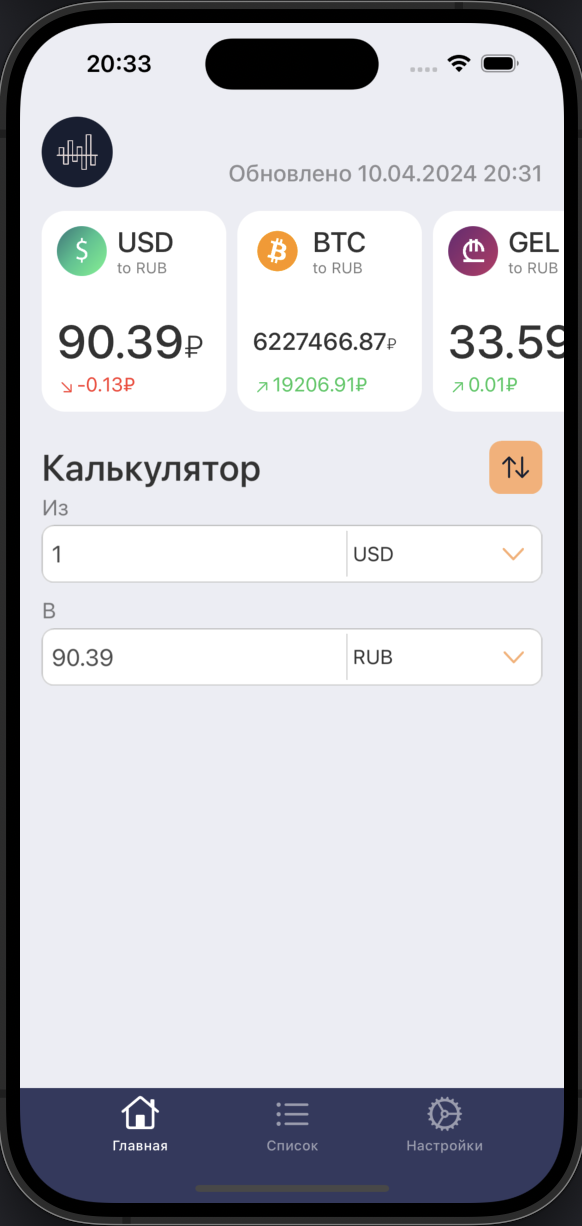 20:33
Обновлено 10.04.2024 20:31
USD
to RUB
90.39₽
-0.13₽
BTC
to RUB
6227466.87₽
19206.91₽
GEL
to RUB
33.59
0.01₽
Калькулятор
Из
1 USD
В
90.39 RUB
Главная Список Настройки